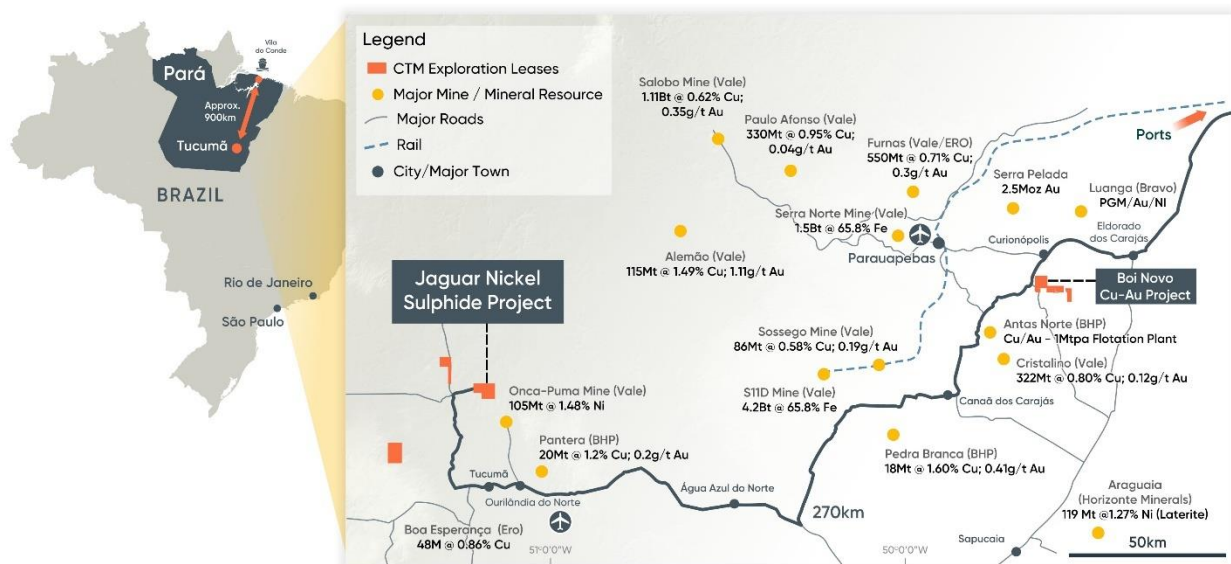 Vila
do Conde
Pará
Approx.
900km
Tucumã
BRAZIL
Rio de Janeiro
São Paulo
Legend
CTM Exploration Leases
Major Mine / Mineral Resource
Major Roads
Rail
City/Major Town
Salobo Mine (Vale)
1.11Bt @ 0.62% Cu;
0.35g/t Au
Paulo Afonso (Vale)
330Mt @ 0.95% Cu;
0.04g/t Au
Furnas (Vale/ERO)
550Mt @ 0.71% Cu;
0.3g/t Au
Ports
Serra Pelada
2.5Moz Au
Luanga (Bravo)
PGM/Au/NI
Serra Norte Mine (Vale)
1.5Bt @ 65.8% Fe
Parauapebas
Curionópolis
Eldorado
dos Carajás
Alemão (Vale)
115Mt @ 1.49% Cu; 1.11g/t Au
Jaguar Nickel
Sulphide Project
Boi Novo
Cu-Au Project
Antas Norte (BHP)
Cu/Au - 1Mtpa Flotation Plant
Sossego Mine (Vale)
86Mt @ 0.58% Cu; 0.19g/t Au
Cristalino (Vale)
322Mt @ 0.80% Cu; 0.12g/t Au
S11D Mine (Vale)
4.2Bt @ 65.8% Fe
Canaã dos Carajás
Onca-Puma Mine (Vale)
105Mt @ 1.48% Ni
Pantera (BHP)
20Mt @ 1.2% Cu; 0.2g/t Au
Pedra Branca (BHP)
18Mt @ 1.60% Cu; 0.41g/t Au
Tucumã
Ourilândia do Norte
Água Azul do Norte
270km
Araguaia
(Horizonte Minerals)
119 Mt @1.27% Ni (Laterite)
Boa Esperança (Ero)
48M @ 0.86% Cu
51°0'0"W
50°0'0"W
Sapucaia
50km